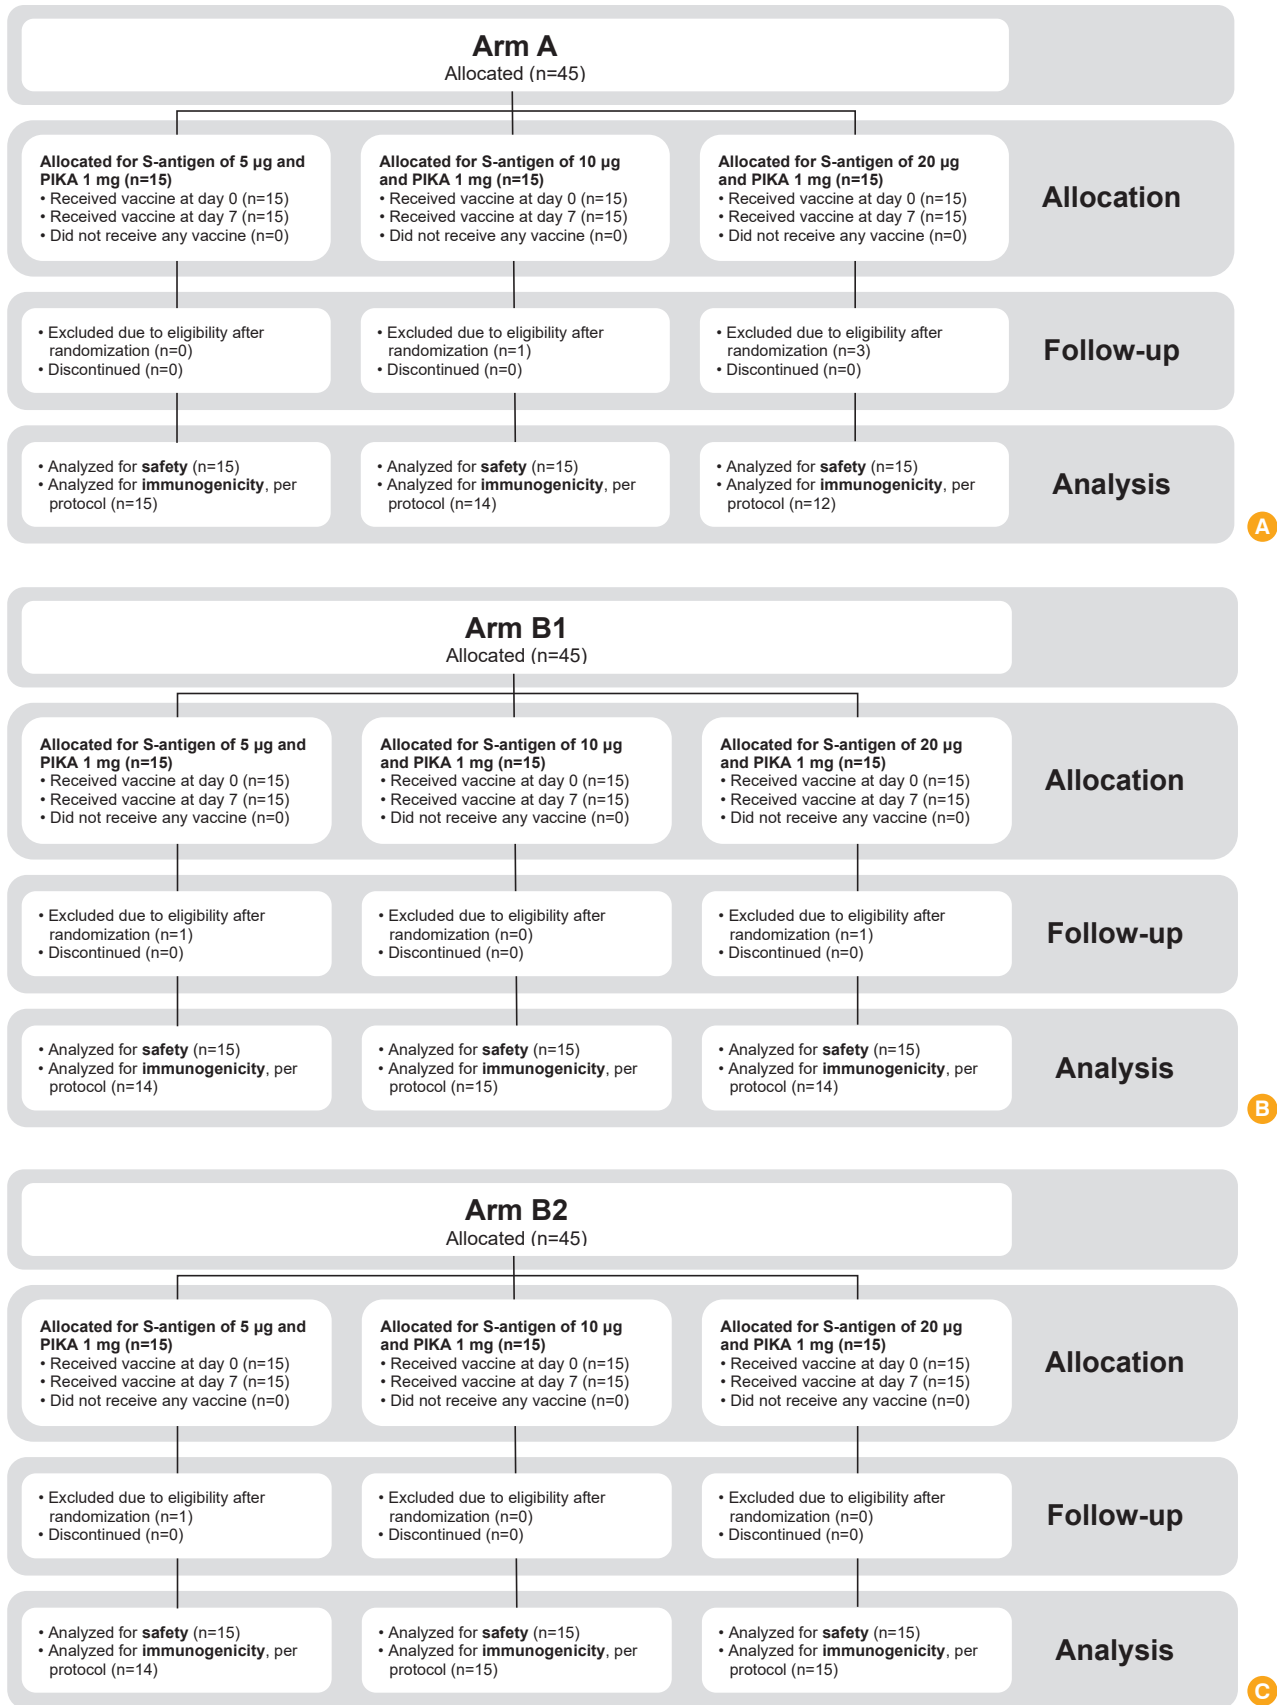 Arm A
Allocated (n=45)
Allocated for S-antigen of 5 µg and
PIKA 1 mg (n=15)
• Received vaccine at day 0 (n=15)
• Received vaccine at day 7 (n=15)
• Did not receive any vaccine (n=0)
Allocated for S-antigen of 10 µg
and PIKA 1 mg (n=15)
• Received vaccine at day 0 (n=15)
• Received vaccine at day 7 (n=15)
• Did not receive any vaccine (n=0)
Allocated for S-antigen of 20 µg
and PIKA 1 mg (n=15)
• Received vaccine at day 0 (n=15)
• Received vaccine at day 7 (n=15)
• Did not receive any vaccine (n=0)
Allocation
• Excluded due to eligibility after
randomization (n=0)
• Discontinued (n=0)
• Excluded due to eligibility after
randomization (n=1)
• Discontinued (n=0)
• Excluded due to eligibility after
randomization (n=3)
• Discontinued (n=0)
Follow-up
• Analyzed for safety (n=15)
• Analyzed for immunogenicity, per
protocol (n=15)
• Analyzed for safety (n=15)
• Analyzed for immunogenicity, per
protocol (n=14)
• Analyzed for safety (n=15)
• Analyzed for immunogenicity, per
protocol (n=12)
Analysis
A
Arm B1
Allocated (n=45)
Allocated for S-antigen of 5 µg and
PIKA 1 mg (n=15)
• Received vaccine at day 0 (n=15)
• Received vaccine at day 7 (n=15)
• Did not receive any vaccine (n=0)
Allocated for S-antigen of 10 µg
and PIKA 1 mg (n=15)
• Received vaccine at day 0 (n=15)
• Received vaccine at day 7 (n=15)
• Did not receive any vaccine (n=0)
Allocated for S-antigen of 20 µg
and PIKA 1 mg (n=15)
• Received vaccine at day 0 (n=15)
• Received vaccine at day 7 (n=15)
• Did not receive any vaccine (n=0)
Allocation
• Excluded due to eligibility after
randomization (n=1)
• Discontinued (n=0)
• Excluded due to eligibility after
randomization (n=0)
• Discontinued (n=0)
• Excluded due to eligibility after
randomization (n=1)
• Discontinued (n=0)
Follow-up
• Analyzed for safety (n=15)
• Analyzed for immunogenicity, per
protocol (n=14)
• Analyzed for safety (n=15)
• Analyzed for immunogenicity, per
protocol (n=15)
• Analyzed for safety (n=15)
• Analyzed for immunogenicity, per
protocol (n=14)
Analysis
B
Arm B2
Allocated (n=45)
Allocated for S-antigen of 5 µg and
PIKA 1 mg (n=15)
• Received vaccine at day 0 (n=15)
• Received vaccine at day 7 (n=15)
• Did not receive any vaccine (n=0)
Allocated for S-antigen of 10 µg
and PIKA 1 mg (n=15)
• Received vaccine at day 0 (n=15)
• Received vaccine at day 7 (n=15)
• Did not receive any vaccine (n=0)
Allocated for S-antigen of 20 µg
and PIKA 1 mg (n=15)
• Received vaccine at day 0 (n=15)
• Received vaccine at day 7 (n=15)
• Did not receive any vaccine (n=0)
Allocation
• Excluded due to eligibility after
randomization (n=1)
• Discontinued (n=0)
• Excluded due to eligibility after
randomization (n=0)
• Discontinued (n=0)
• Excluded due to eligibility after
randomization (n=0)
• Discontinued (n=0)
Follow-up
• Analyzed for safety (n=15)
• Analyzed for immunogenicity, per
protocol (n=14)
• Analyzed for safety (n=15)
• Analyzed for immunogenicity, per
protocol (n=15)
• Analyzed for safety (n=15)
• Analyzed for immunogenicity, per
protocol (n=15)
Analysis
C